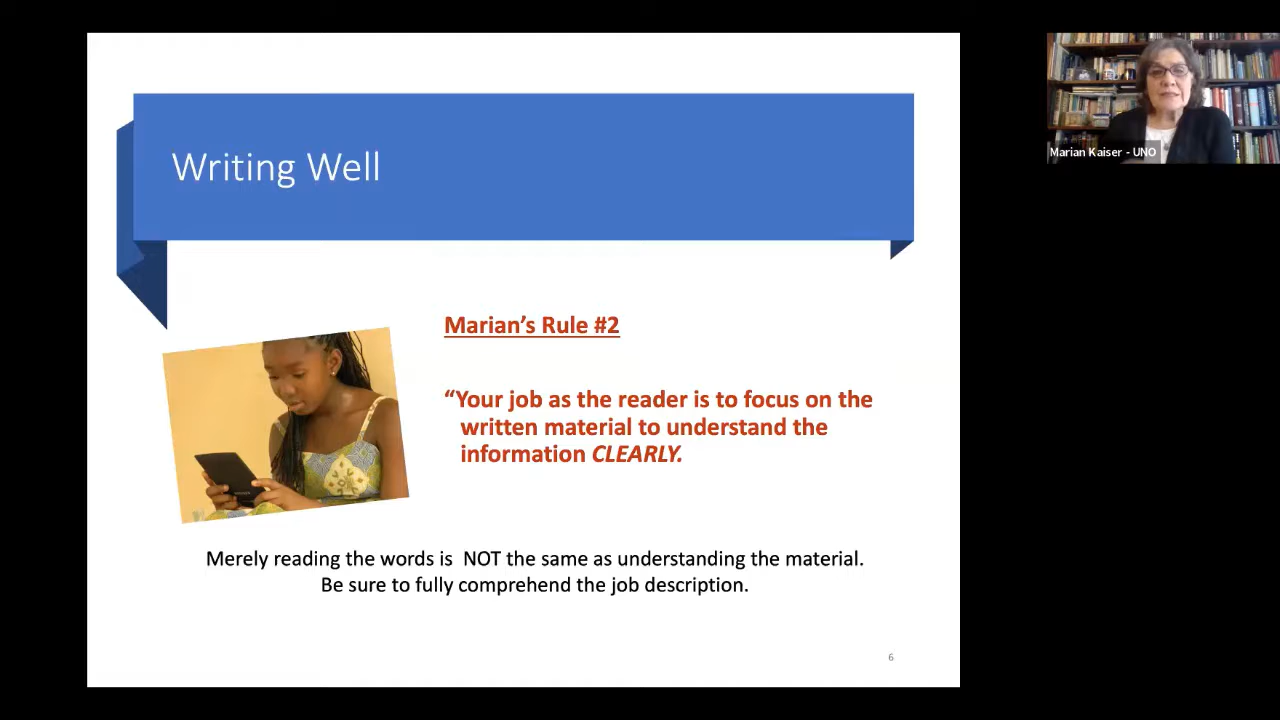 Writing Well
Marian’s Rule #2
“Your job as the reader is to focus on the
written material to understand the
information CLEARLY.
Merely reading the words is  NOT the same as understanding the material.
Be sure to fully comprehend the job description.
6
Marian Kaiser - UNO